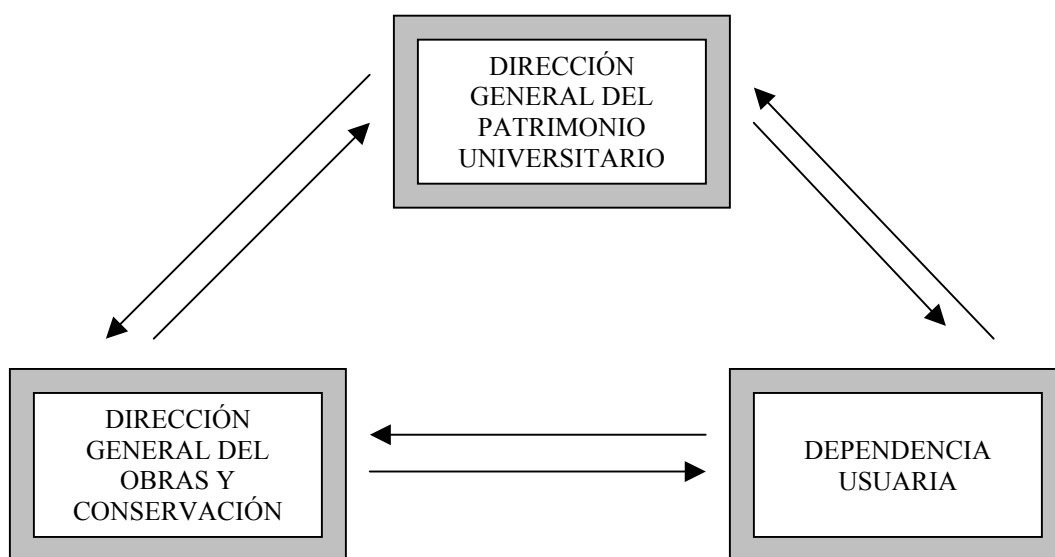 DIRECCIÓN
GENERAL DEL
PATRIMONIO
UNIVERSITARIO
DIRECCIÓN
GENERAL DEL
OBRAS Y
CONSERVACIÓN
DEPENDENCIA
USUARIA